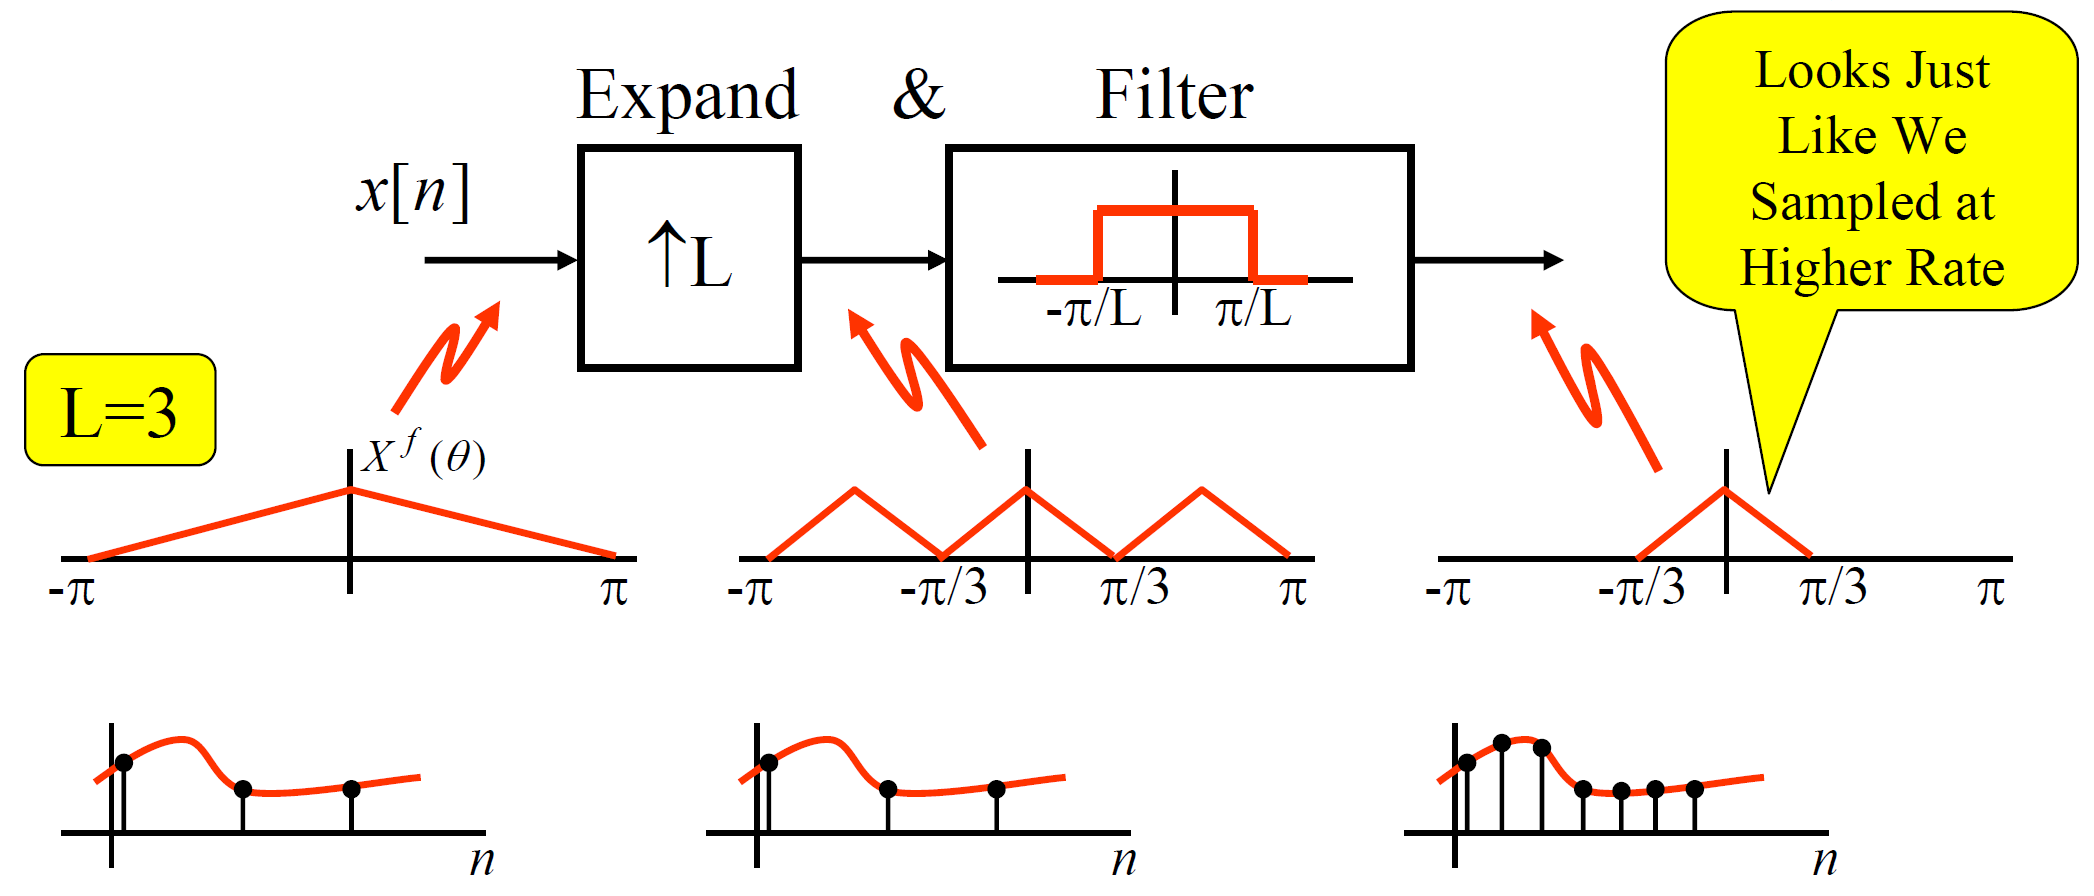 Expand & Filter
Looks Just
Like We
Sampled at
Higher Rate
x[n]
↑L
-π/L π/L
L=3
X^f(θ)
-π π
-π -π/3 π/3 π
-π -π/3 π/3 π
n
n
n